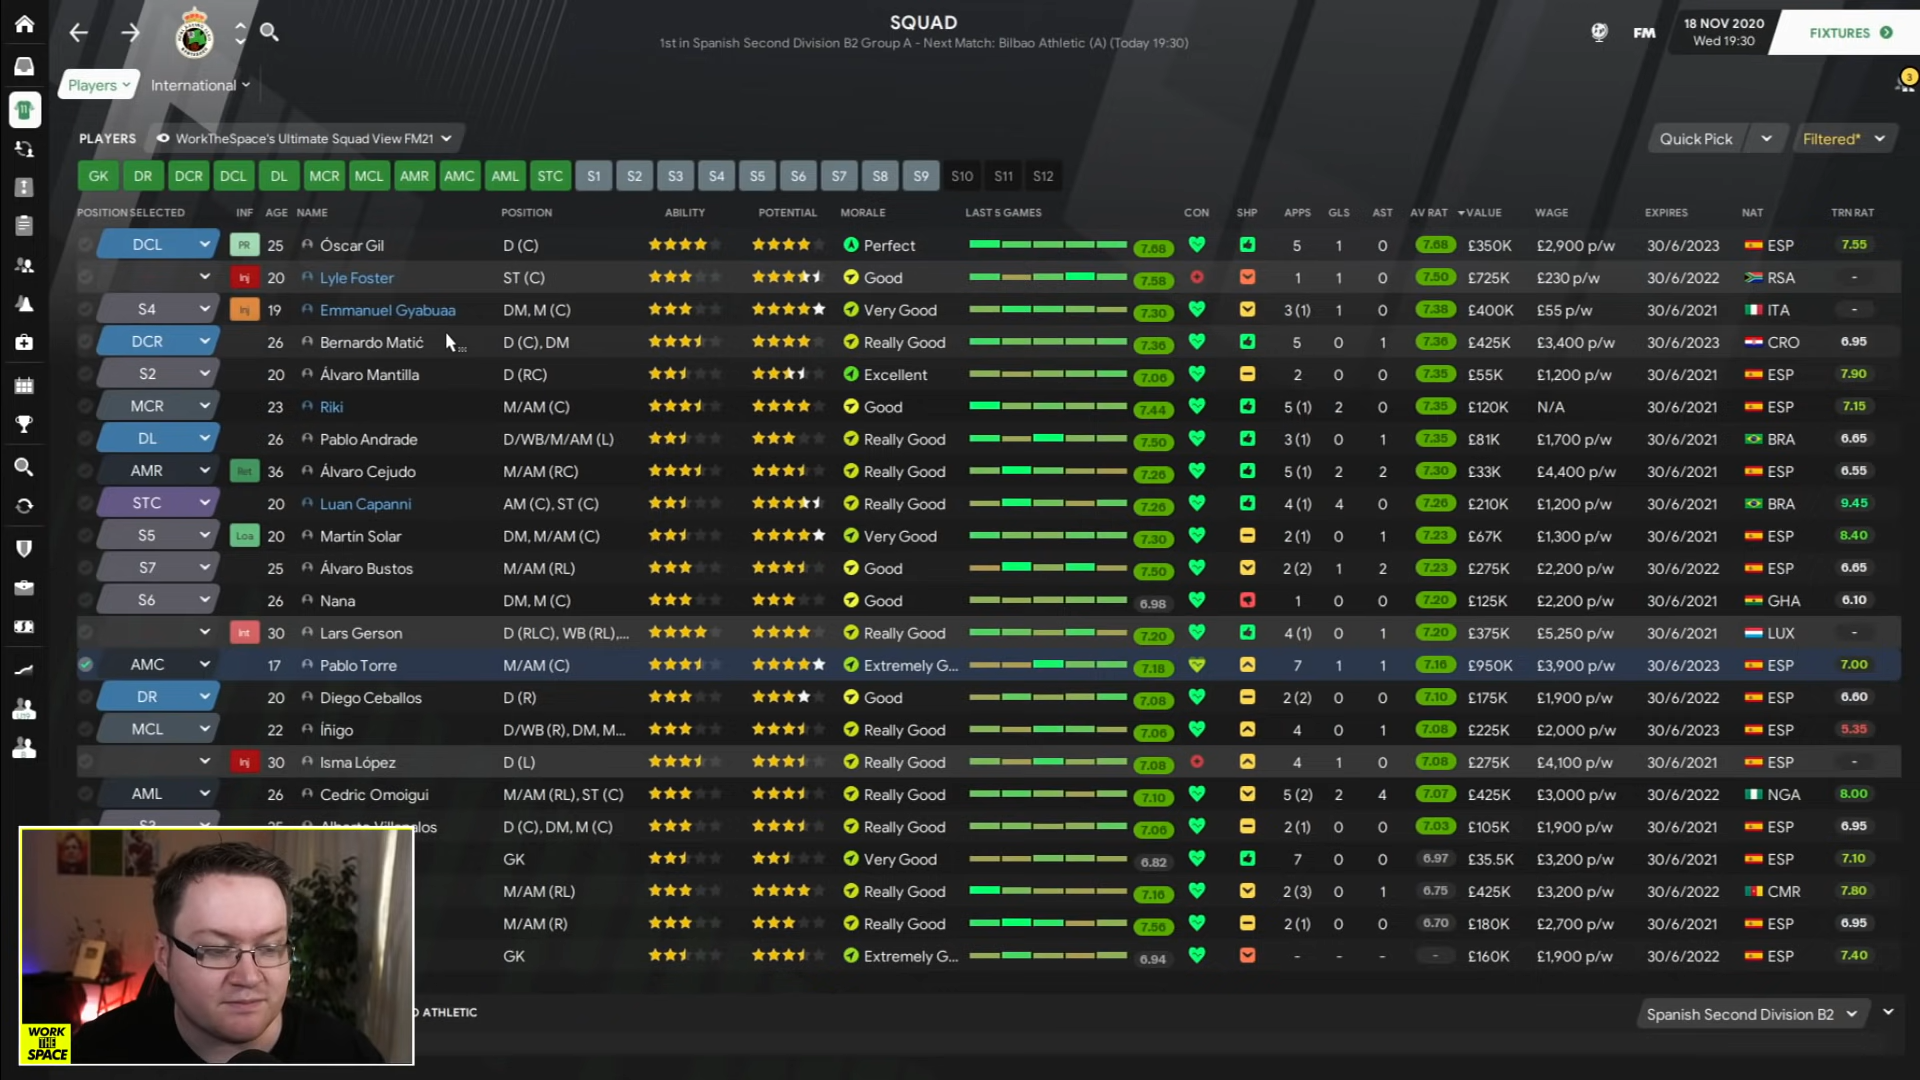 SQUAD
1st in Spanish Second Division B2 Group A - Next Match: Bilbao Athletic (A) (Today 19:30)
FM
18 NOV 2020
Wed 19:30
FIXTURES
3
Players
International
PLAYERS WorkTheSpace's Ultimate Squad View FM21 Quick Pick Filtered*
GK DR DCR DCL DL MCR MCL AMR AMC AML STC S1 S2 S3 S4 S5 S6 S7 S8 S9 S10 S11 S12
POSITION SELECTED INF AGE NAME POSITION ABILITY POTENTIAL MORALE LAST 5 GAMES CON SHP APPS GLS AST AV RAT VALUE WAGE EXPIRES NAT TRN RAT
DCL PR 25 Óscar Gil D (C) Perfect 7.68 5 1 0 7.68 £350K £2,900 p/w 30/6/2023 ESP 7.55
Inj 20 Lyle Foster ST (C) Good 7.58 1 1 0 7.50 £725K £230 p/w 30/6/2022 RSA -
S4 Inj 19 Emmanuel Gyabuaa DM, M (C) Very Good 7.30 3 (1) 1 0 7.38 £400K £55 p/w 30/6/2021 ITA -
DCR 26 Bernardo Matić D (C), DM Really Good 7.36 5 0 1 7.36 £425K £3,400 p/w 30/6/2023 CRO 6.95
S2 20 Álvaro Mantilla D (RC) Excellent 7.06 2 0 0 7.35 £55K £1,200 p/w 30/6/2021 ESP 7.90
MCR 23 Riki M/AM (C) Good 7.44 5 (1) 2 0 7.35 £120K N/A 30/6/2021 ESP 7.15
DL 26 Pablo Andrade D/WB/M/AM (L) Really Good 7.50 3 (1) 0 1 7.35 £81K £1,700 p/w 30/6/2021 BRA 6.65
AMR Ret 36 Álvaro Cejudo M/AM (RC) Really Good 7.26 5 (1) 2 2 7.30 £33K £4,400 p/w 30/6/2021 ESP 6.55
STC 20 Luan Capanni AM (C), ST (C) Really Good 7.26 4 (1) 4 0 7.26 £210K £1,200 p/w 30/6/2021 BRA 9.45
S5 Loa 20 Martín Solar DM, M/AM (C) Very Good 7.30 2 (1) 0 1 7.23 £67K £1,300 p/w 30/6/2021 ESP 8.40
S7 25 Álvaro Bustos M/AM (RL) Good 7.50 2 (2) 1 2 7.23 £275K £2,200 p/w 30/6/2022 ESP 6.65
S6 26 Nana DM, M (C) Good 6.98 1 0 0 7.20 £125K £2,200 p/w 30/6/2021 GHA 6.10
Int 30 Lars Gerson D (RLC), WB (RL),... Really Good 7.20 4 (1) 0 1 7.20 £375K £5,250 p/w 30/6/2021 LUX -
AMC 17 Pablo Torre M/AM (C) Extremely G... 7.18 7 1 1 7.16 £950K £3,900 p/w 30/6/2023 ESP 7.00
DR 20 Diego Ceballos D (R) Good 7.08 2 (2) 0 0 7.10 £175K £1,900 p/w 30/6/2022 ESP 6.60
MCL 22 Íñigo D/WB (R), DM, M... Really Good 7.06 4 0 1 7.08 £225K £2,000 p/w 30/6/2023 ESP 5.35
Inj 30 Isma López D (L) Really Good 7.08 4 1 0 7.08 £275K £4,100 p/w 30/6/2021 ESP -
AML 26 Cedric Omoigui M/AM (RL), ST (C) Really Good 7.10 5 (2) 2 4 7.07 £425K £3,000 p/w 30/6/2022 NGA 8.00
D (C), DM, M (C) Really Good 7.06 2 (1) 0 0 7.03 £105K £1,900 p/w 30/6/2021 ESP 6.95
GK Very Good 6.82 7 0 0 6.97 £35.5K £3,200 p/w 30/6/2021 ESP 7.10
M/AM (RL) Really Good 7.16 2 (3) 0 1 6.75 £425K £3,200 p/w 30/6/2022 CMR 7.80
M/AM (R) Really Good 7.56 2 (1) 0 0 6.70 £180K £2,700 p/w 30/6/2021 ESP 6.95
GK Extremely G... 6.94 - - - - £160K £1,900 p/w 30/6/2022 ESP 7.40
ATHLETIC
Spanish Second Division B2
WORK
THE
SPACE